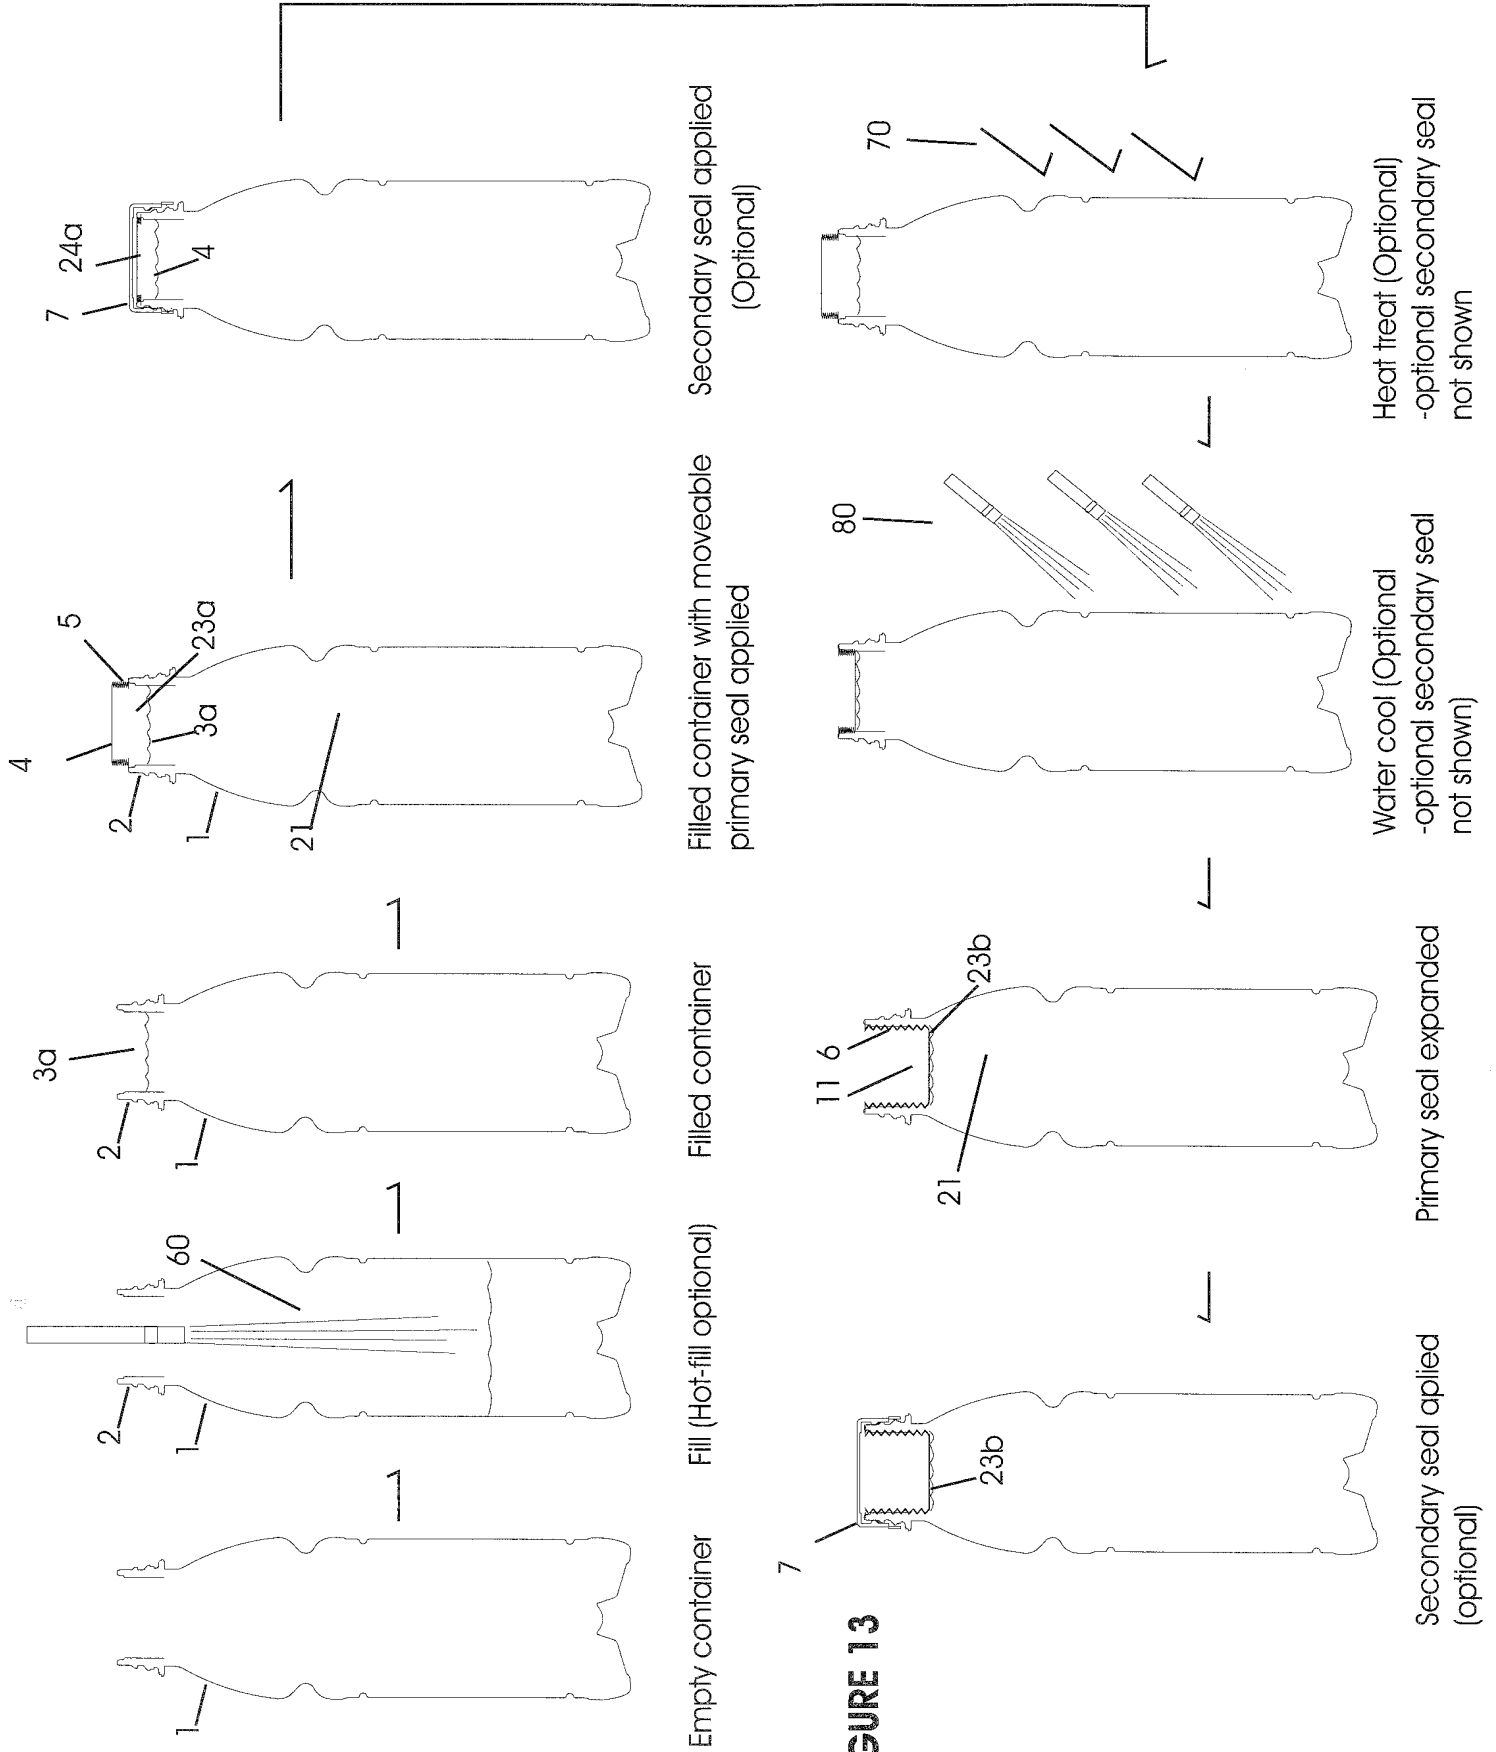 1
Empty container
2
1
60
Fill (Hot-fill optional)
3a
2
1
Filled container
4
5
2
23a
3a
1
21
Filled container with moveable
primary seal applied
7
24a
4
Secondary seal applied
(Optional)
70
Heat treat (Optional)
-optional secondary seal
not shown
80
Water cool (Optional
-optional secondary seal
not shown)
11
6
23b
21
Primary seal expanded
7
23b
Secondary seal aplied
(optional)
GURE 13